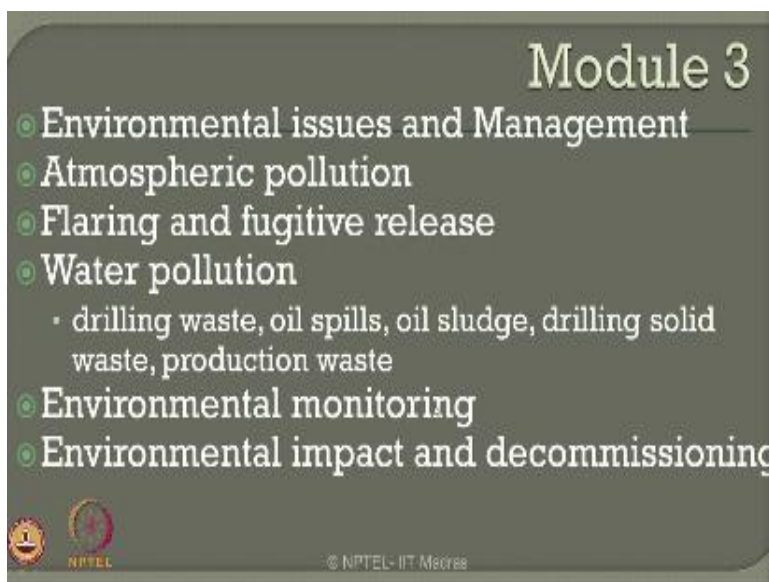 Module 3
Environmental issues and Management
Atmospheric pollution
Flaring and fugitive release
Water pollution
drilling waste, oil spills, oil sludge, drilling solid
waste, production waste
Environmental monitoring
Environmental impact and decommissioning
NPTEL
© NPTEL- IIT Madras